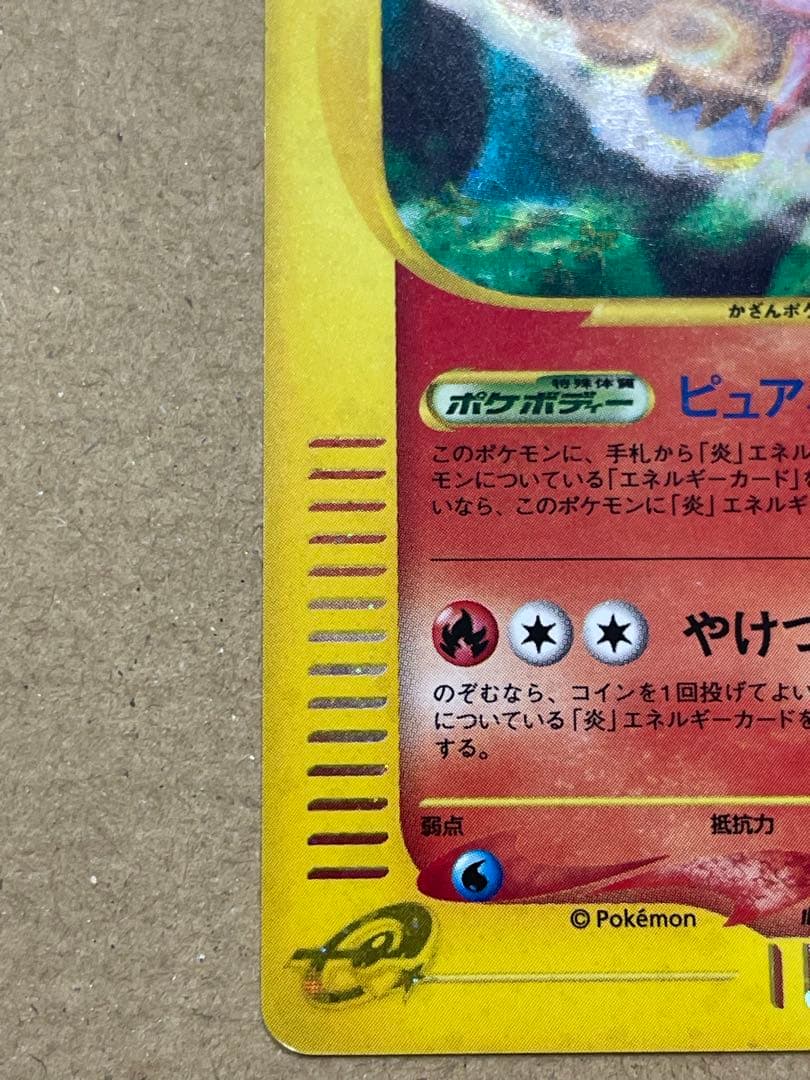 かざんポケ
特殊体質
ポケボディー ピュア
このポケモンに、手札から「炎」エネル
モンについている「エネルギーカード」を
いなら、このポケモンに「炎」エネルギ
やけつ
のぞむなら、コインを1回投げてよい
についている「炎」エネルギーカードを
する。
弱点 抵抗力
© Pokémon